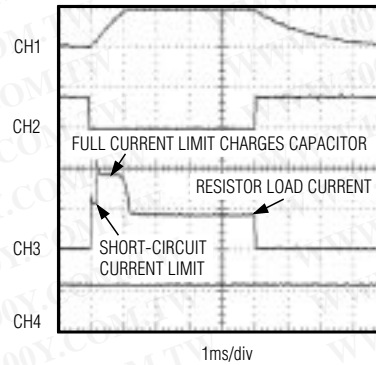 CH1
CH2
FULL CURRENT LIMIT CHARGES CAPACITOR
RESISTOR LOAD CURRENT
CH3
SHORT-CIRCUIT
CURRENT LIMIT
CH4
1ms/div